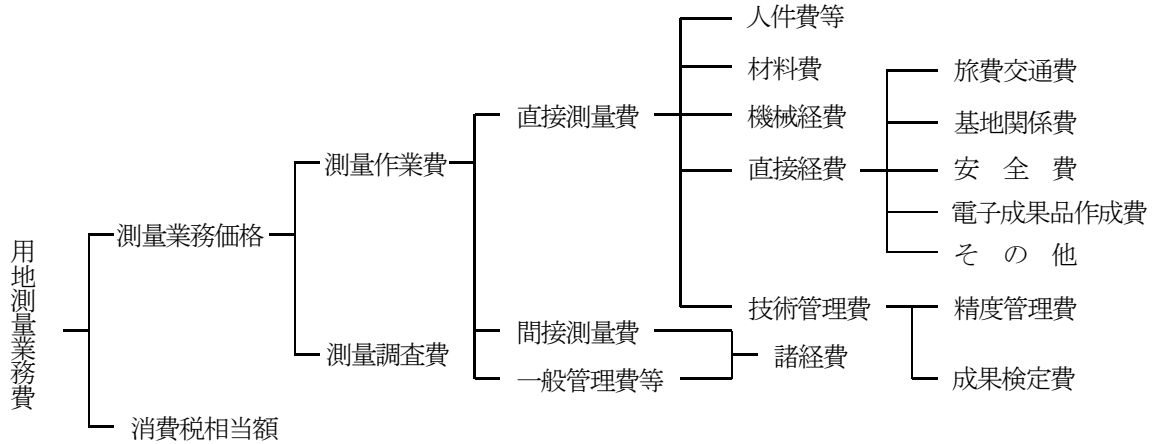 用地測量業務費
測量業務価格
消費税相当額
測量作業費
測量調査費
直接測量費
間接測量費
一般管理費等
諸経費
人件費等
材料費
機械経費
直接経費
技術管理費
旅費交通費
基地関係費
安　全　費
電子成果品作成費
そ　の　他
精度管理費
成果検定費